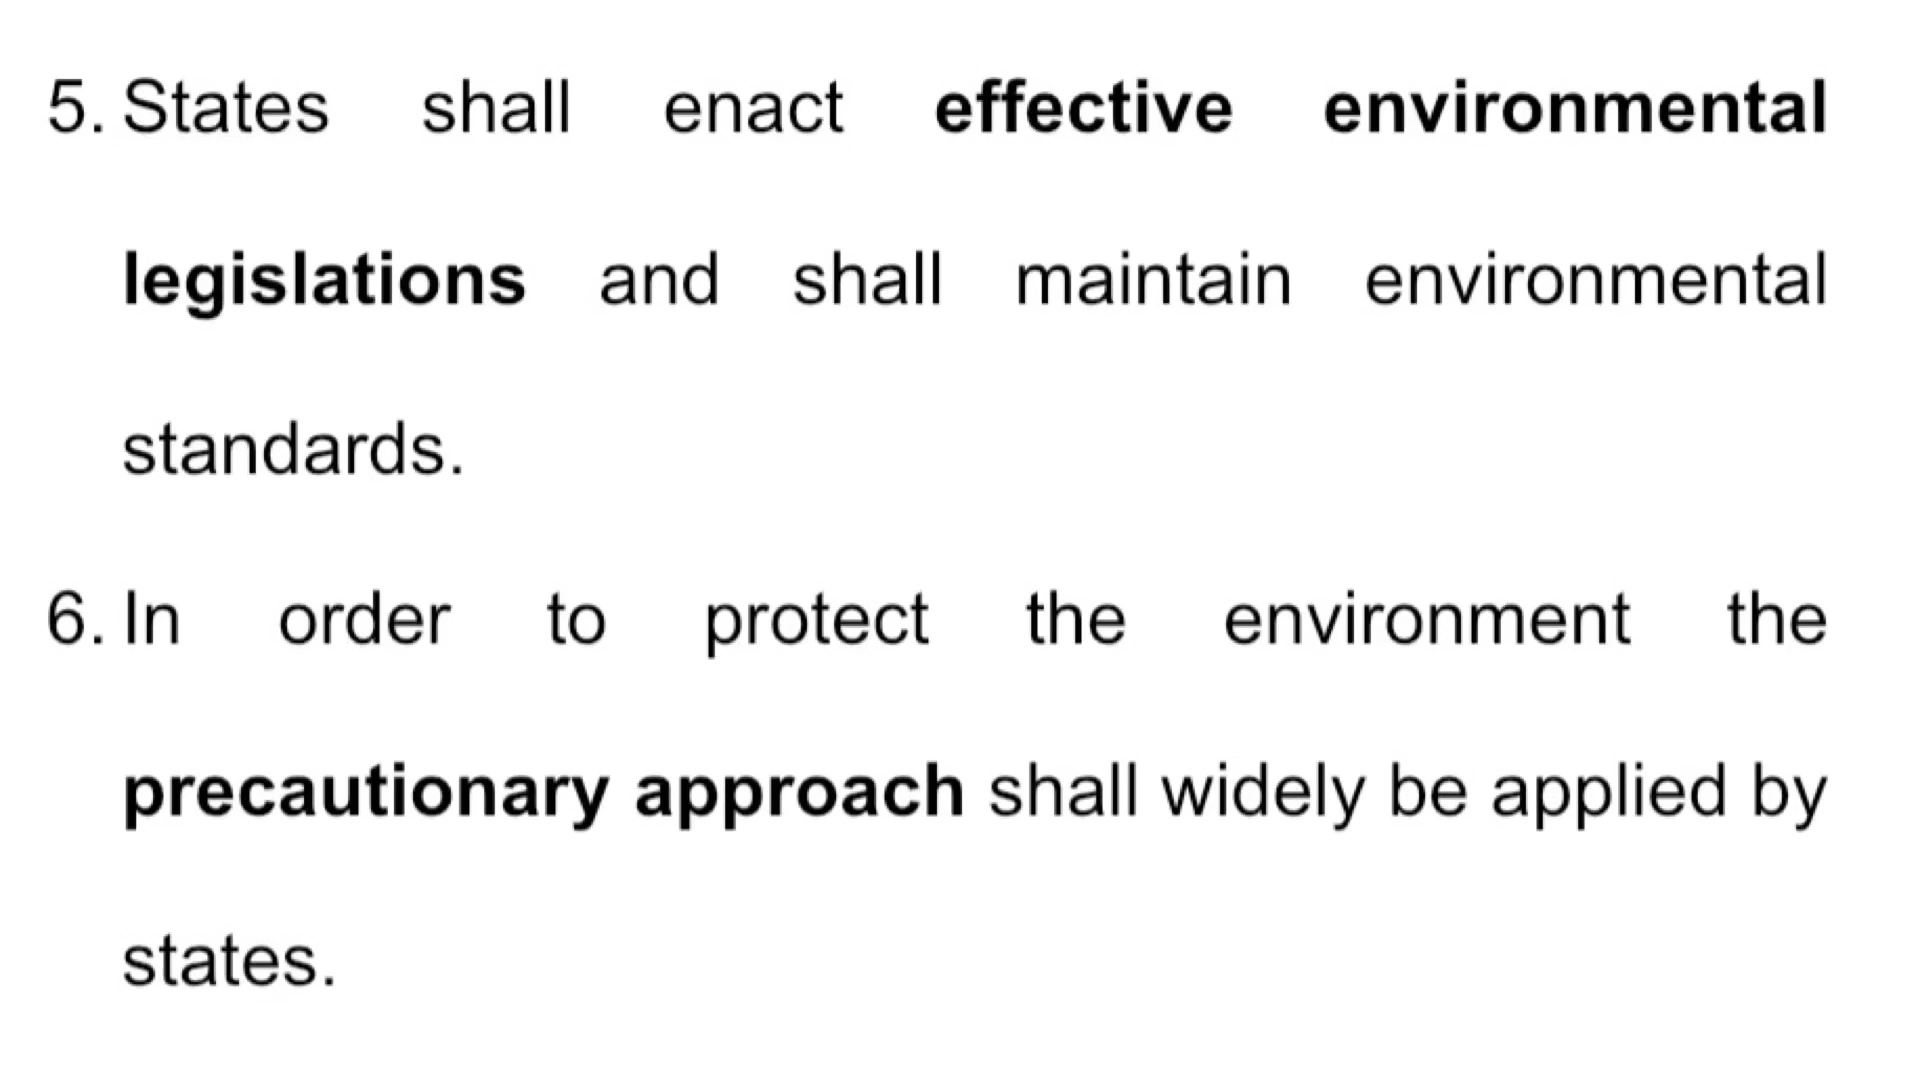 5. States shall enact effective environmental
legislations and shall maintain environmental
standards.
6. In order to protect the environment the
precautionary approach shall widely be applied by
states.